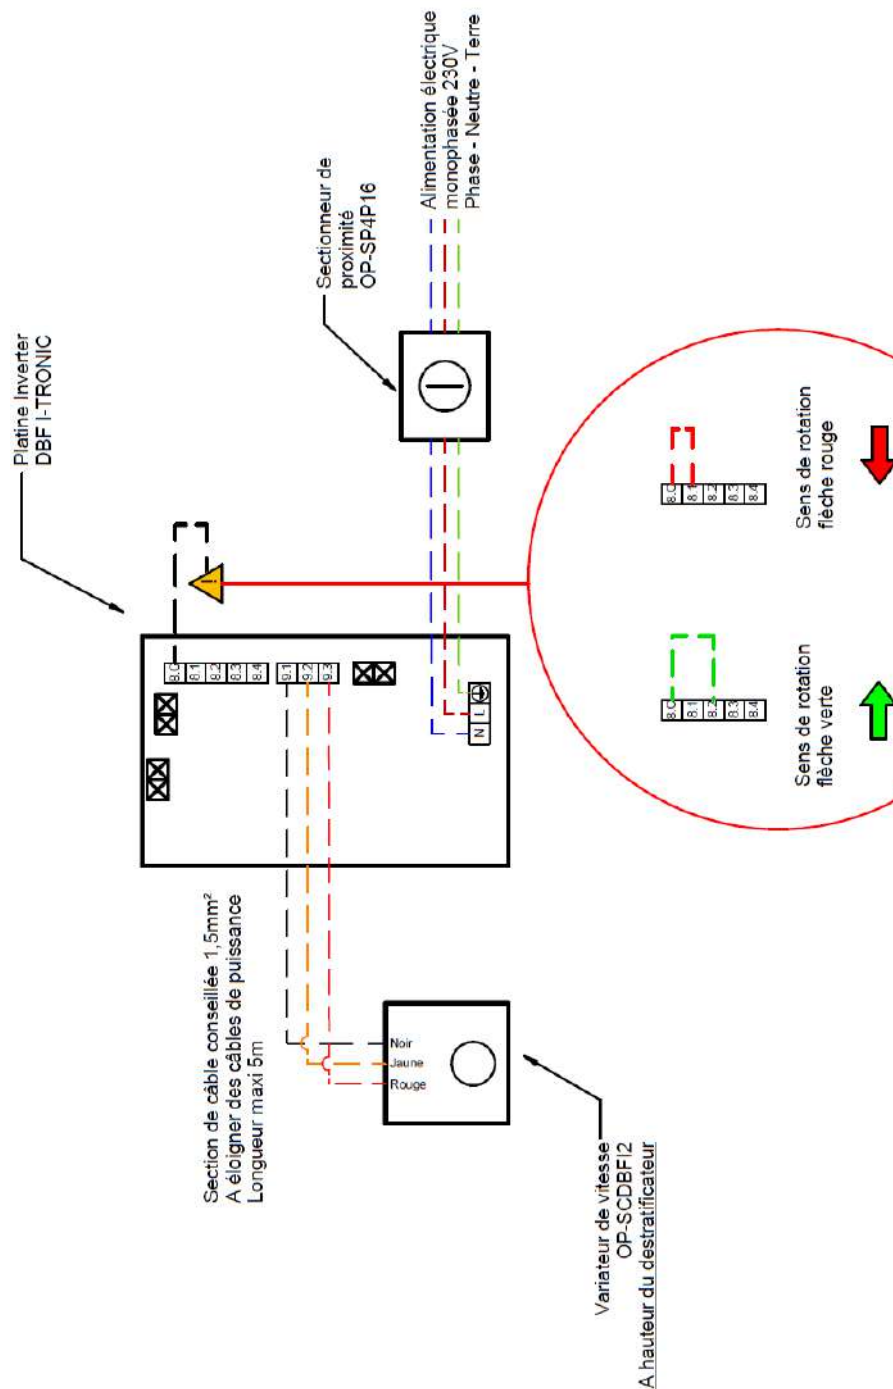 Platine Inverter
DBF I-TRONIC
Section de câble conseillée 1,5mm²
A éloigner des câbles de puissance
Longueur maxi 5m
8.0
8.1
8.2
8.3
8.4
9.1
9.2
9.3
N L
Sectionneur de
proximité
OP-SP4P16
Alimentation électrique
monophasée 230V
Phase - Neutre - Terre
Noir
Jaune
Rouge
Variateur de vitesse
OP-SCDBFI2
A hauteur du destratificateur
8.0
8.1
8.2
8.3
8.4
Sens de rotation
flèche verte
8.0
8.1
8.2
8.3
8.4
Sens de rotation
flèche rouge